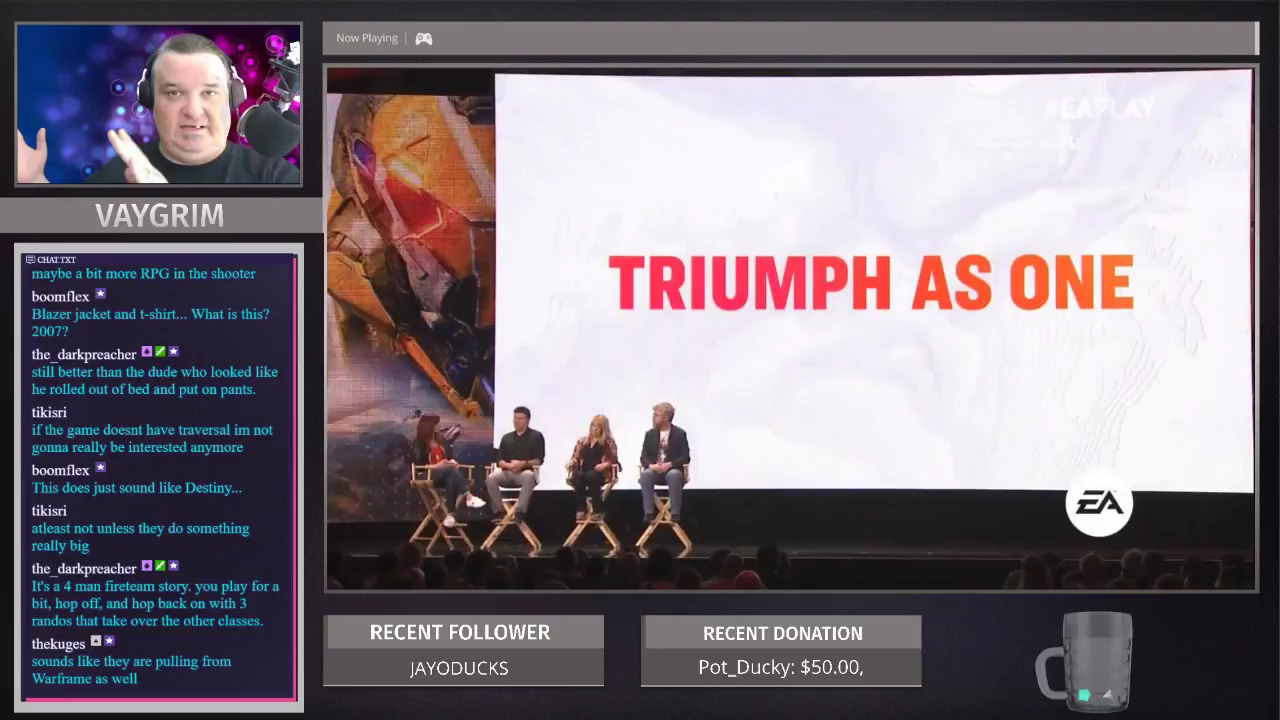 Now Playing
#EAPLAY
TRIUMPH AS ONE
EA
VAYGRIM
CHAT.TXT
maybe a bit more RPG in the shooter
boomflex
Blazer jacket and t-shirt... What is this?
2007?
the_darkpreacher
still better than the dude who looked like
he rolled out of bed and put on pants.
tikisri
if the game doesnt have traversal im not
gonna really be interested anymore
boomflex
This does just sound like Destiny...
tikisri
atleast not unless they do something
really big
the_darkpreacher
It's a 4 man fireteam story. you play for a
bit, hop off, and hop back on with 3
randos that take over the other classes.
thekuges
sounds like they are pulling from
Warframe as well
RECENT FOLLOWER
JAYODUCKS
RECENT DONATION
Pot_Ducky: $50.00,